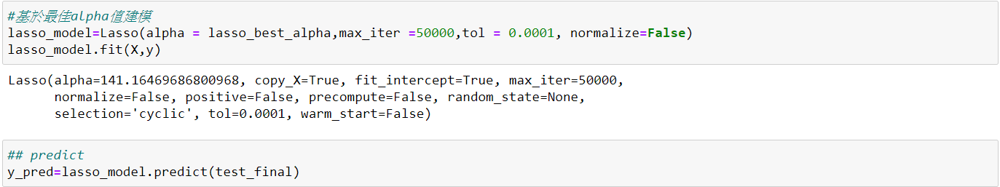 #基於最佳alpha值建模
lasso_model=Lasso(alpha = lasso_best_alpha,max_iter =50000,tol = 0.0001, normalize=False)
lasso_model.fit(X,y)
Lasso(alpha=141.16469686800968, copy_X=True, fit_intercept=True, max_iter=50000,
normalize=False, positive=False, precompute=False, random_state=None,
selection='cyclic', tol=0.0001, warm_start=False)
## predict
y_pred=lasso_model.predict(test_final)